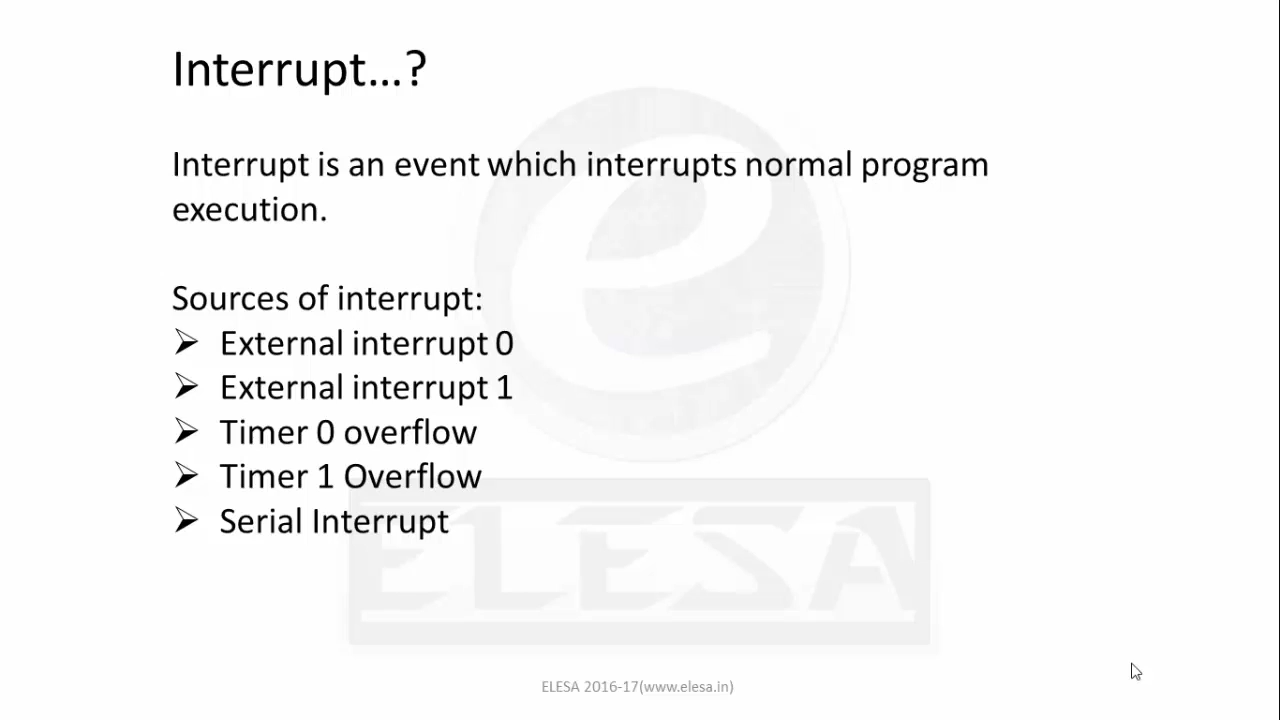 Interrupt...?
Interrupt is an event which interrupts normal program
execution.
Sources of interrupt:
➢ External interrupt 0
➢ External interrupt 1
➢ Timer 0 overflow
➢ Timer 1 Overflow
➢ Serial Interrupt
ELESA
ELESA 2016-17(www.elesa.in)